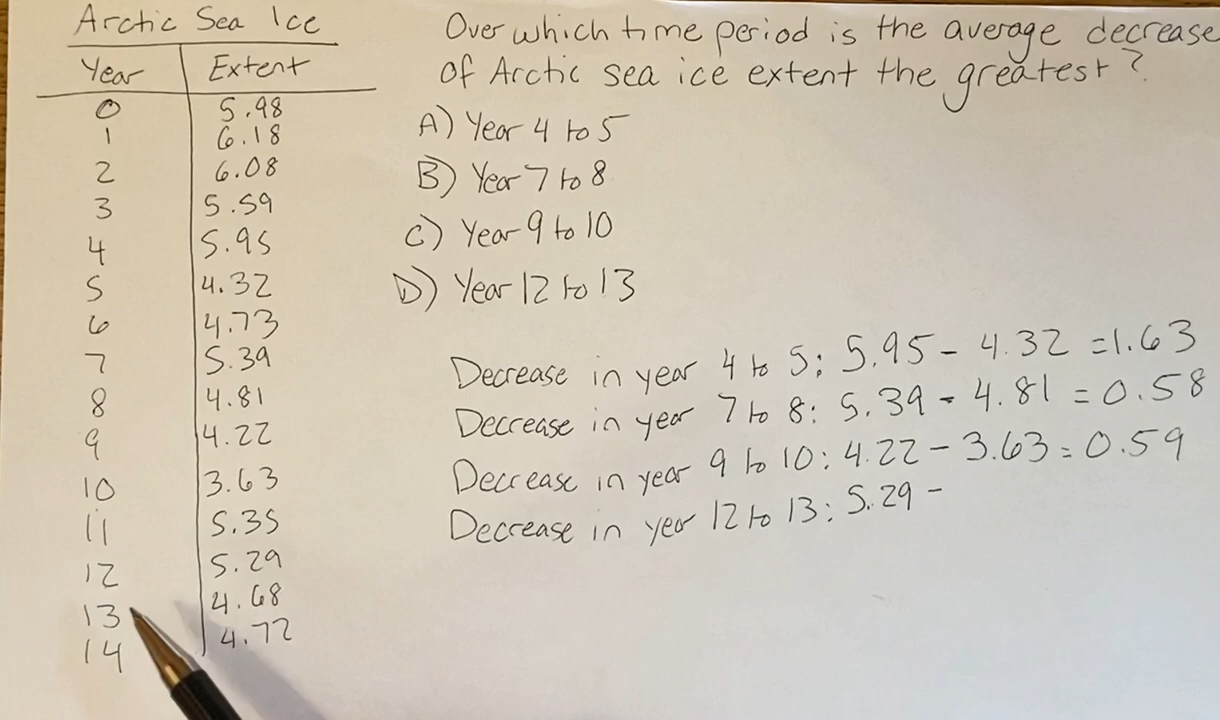 Arctic Sea Ice
Year Extent
0 5.98
1 6.18
2 6.08
3 5.59
4 5.95
5 4.32
6 4.73
7 5.39
8 4.81
9 4.22
10 3.63
11 5.35
12 5.29
13 4.68
14 4.72
Over which time period is the average decrease
of Arctic sea ice extent the greatest?
A) Year 4 to 5
B) Year 7 to 8
C) Year 9 to 10
D) Year 12 to 13
Decrease in year 4 to 5: 5.95 - 4.32 = 1.63
Decrease in year 7 to 8: 5.39 - 4.81 = 0.58
Decrease in year 9 to 10: 4.22 - 3.63 = 0.59
Decrease in year 12 to 13: 5.29 -